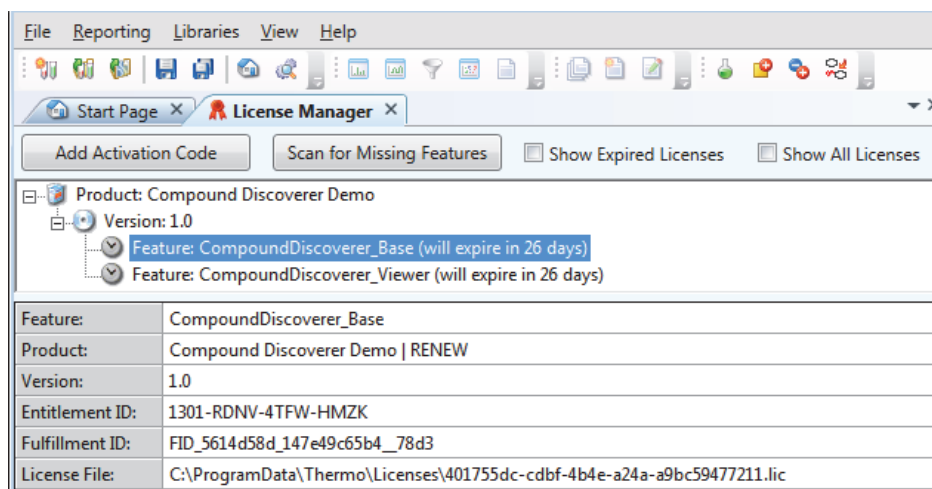 File Reporting Libraries View Help
Start Page License Manager
Add Activation Code Scan for Missing Features Show Expired Licenses Show All Licenses
Product: Compound Discoverer Demo
Version: 1.0
Feature: CompoundDiscoverer_Base (will expire in 26 days)
Feature: CompoundDiscoverer_Viewer (will expire in 26 days)
Feature: CompoundDiscoverer_Base
Product: Compound Discoverer Demo | RENEW
Version: 1.0
Entitlement ID: 1301-RDNV-4TFW-HMZK
Fulfillment ID: FID_5614d58d_147e49c65b4__78d3
License File: C:\ProgramData\Thermo\Licenses\401755dc-cdbf-4b4e-a24a-a9bc59477211.lic